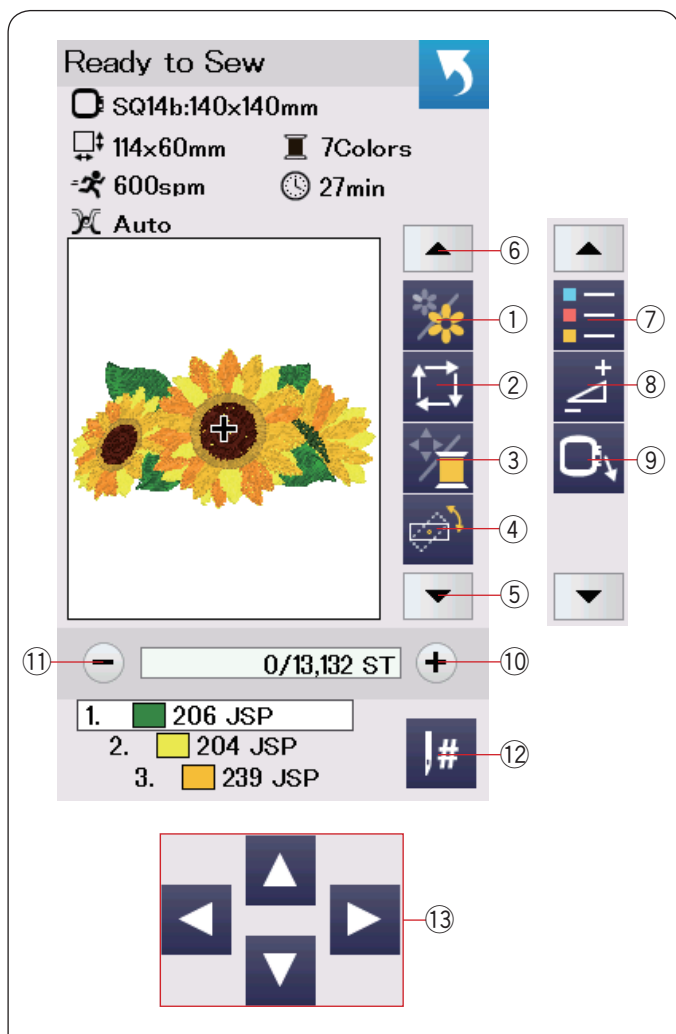 Ready to Sew
SQ14b:140x140mm
114x60mm 7Colors
600spm 27min
Auto
⑥
①
⑦
②
⑧
③
⑨
④
⑤
⑪ 0/13,132 ST ⑩
1. 206 JSP
2. 204 JSP
# ⑫
3. 239 JSP
⑬